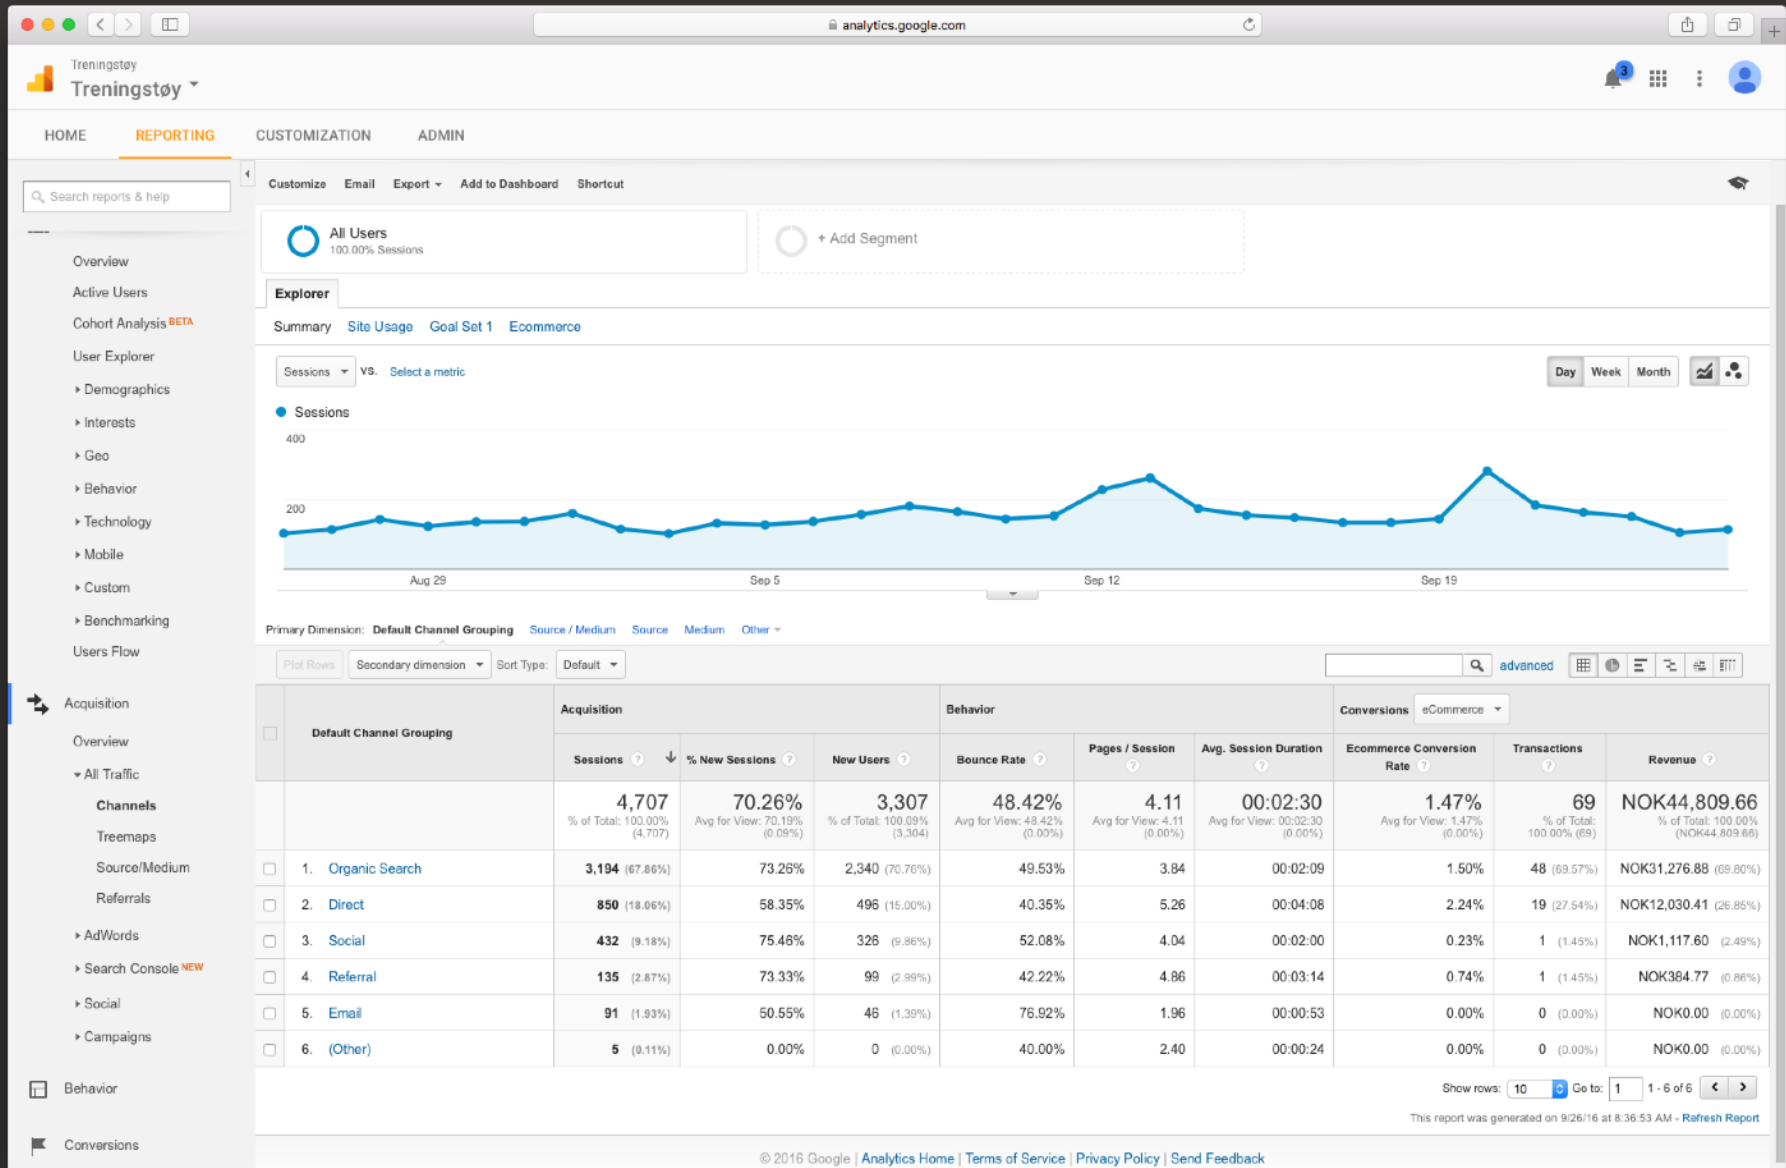 analytics.google.com
Treningstøy
Treningstøy
3
HOME REPORTING CUSTOMIZATION ADMIN
Search reports & help
Overview
Active Users
Cohort Analysis BETA
User Explorer
Demographics
Interests
Geo
Behavior
Technology
Mobile
Custom
Benchmarking
Users Flow
Acquisition
Overview
All Traffic
Channels
Treemaps
Source/Medium
Referrals
AdWords
Search Console NEW
Social
Campaigns
Behavior
Conversions
Customize Email Export Add to Dashboard Shortcut
All Users
100.00% Sessions
+ Add Segment
Explorer
Summary Site Usage Goal Set 1 Ecommerce
Sessions VS. Select a metric
Day Week Month
Sessions
400
200
Aug 29 Sep 5 Sep 12 Sep 19
Primary Dimension: Default Channel Grouping Source / Medium Source Medium Other
Plot Rows Secondary dimension Sort Type: Default advanced
Default Channel Grouping
Acquisition Behavior Conversions eCommerce
Sessions ? % New Sessions ? New Users ? Bounce Rate ? Pages / Session ? Avg. Session Duration ? Ecommerce Conversion Rate ? Transactions ? Revenue ?
4,707 70.26% 3,307 48.42% 4.11 00:02:30 1.47% 69 NOK44,809.66
% of Total: 100.00% (4,707) Avg for View: 70.19% (0.09%) % of Total: 100.09% (3,304) Avg for View: 48.42% (0.00%) Avg for View: 4.11 (0.00%) Avg for View: 00:02:30 (0.00%) Avg for View: 1.47% (0.00%) % of Total: 100.00% (69) % of Total: 100.00% (NOK44,809.66)
1. Organic Search 3,194 (67.86%) 73.26% 2,340 (70.76%) 49.53% 3.84 00:02:09 1.50% 48 (69.57%) NOK31,276.88 (69.80%)
2. Direct 850 (18.06%) 58.35% 496 (15.00%) 40.35% 5.26 00:04:08 2.24% 19 (27.54%) NOK12,030.41 (26.85%)
3. Social 432 (9.18%) 75.46% 326 (9.86%) 52.08% 4.04 00:02:00 0.23% 1 (1.45%) NOK1,117.60 (2.49%)
4. Referral 135 (2.87%) 73.33% 99 (2.99%) 42.22% 4.86 00:03:14 0.74% 1 (1.45%) NOK384.77 (0.86%)
5. Email 91 (1.93%) 50.55% 46 (1.39%) 76.92% 1.96 00:00:53 0.00% 0 (0.00%) NOK0.00 (0.00%)
6. (Other) 5 (0.11%) 0.00% 0 (0.00%) 40.00% 2.40 00:00:24 0.00% 0 (0.00%) NOK0.00 (0.00%)
Show rows: 10 Go to: 1 1 - 6 of 6
This report was generated on 9/26/16 at 8:36:53 AM - Refresh Report
© 2016 Google | Analytics Home | Terms of Service | Privacy Policy | Send Feedback